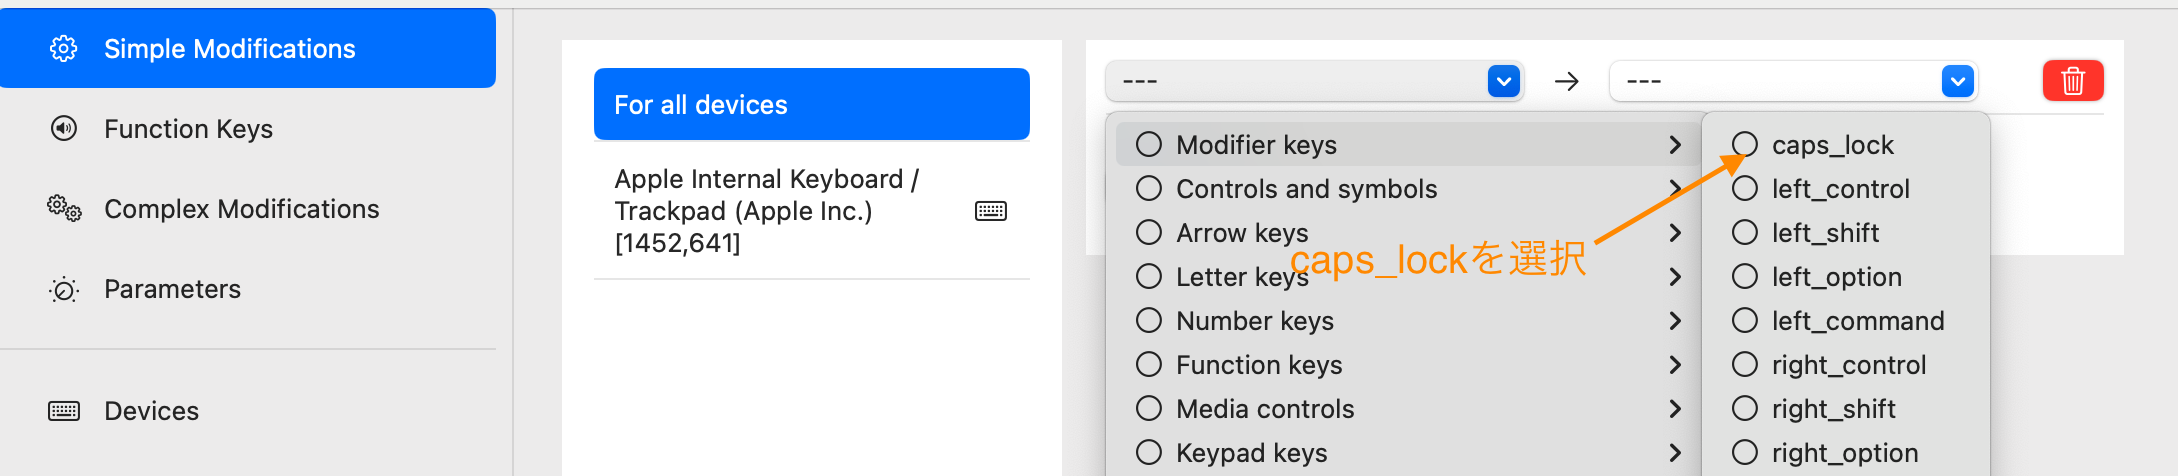 Simple Modifications
Function Keys
Complex Modifications
Parameters
Devices
For all devices
Apple Internal Keyboard /
Trackpad (Apple Inc.)
[1452,641]
---
---
Modifier keys
Controls and symbols
Arrow keys
Letter keys
Number keys
Function keys
Media controls
Keypad keys
caps_lock
left_control
left_shift
left_option
left_command
right_control
right_shift
right_option
caps_lockを選択